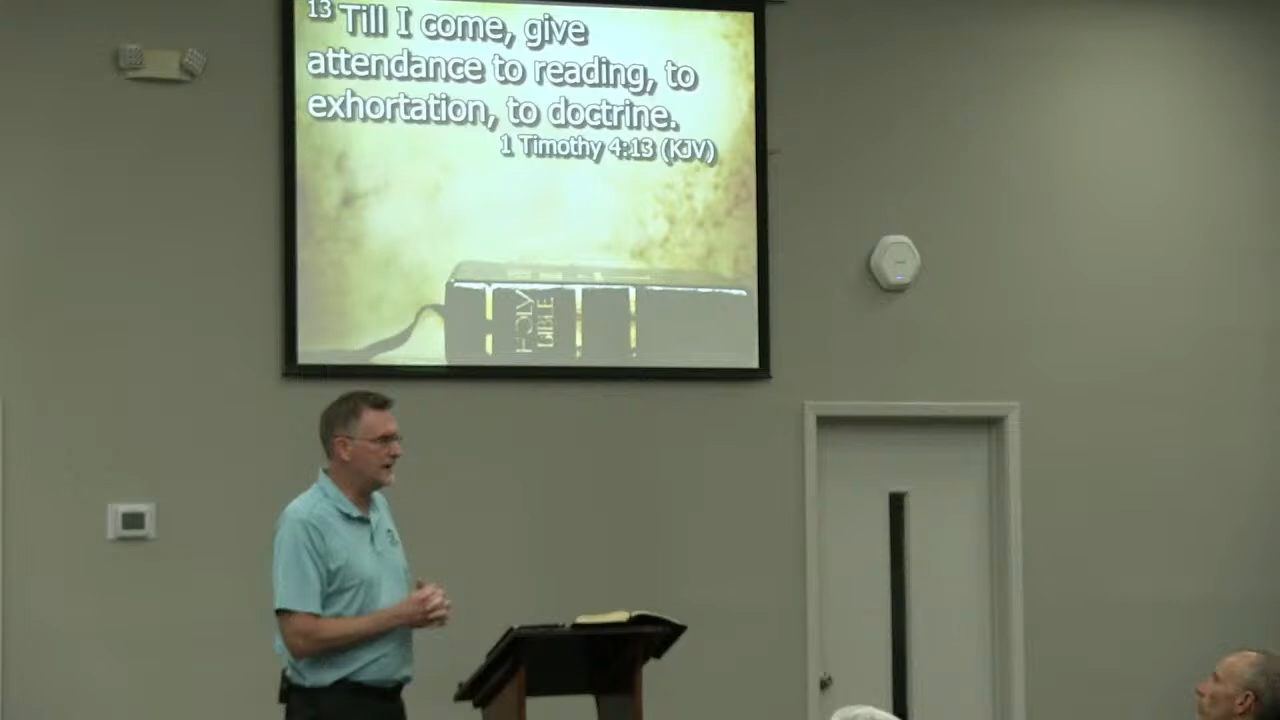 13 Till I come, give
attendance to reading, to
exhortation, to doctrine.
1 Timothy 4:13 (KJV)
HOLY
BIBLE